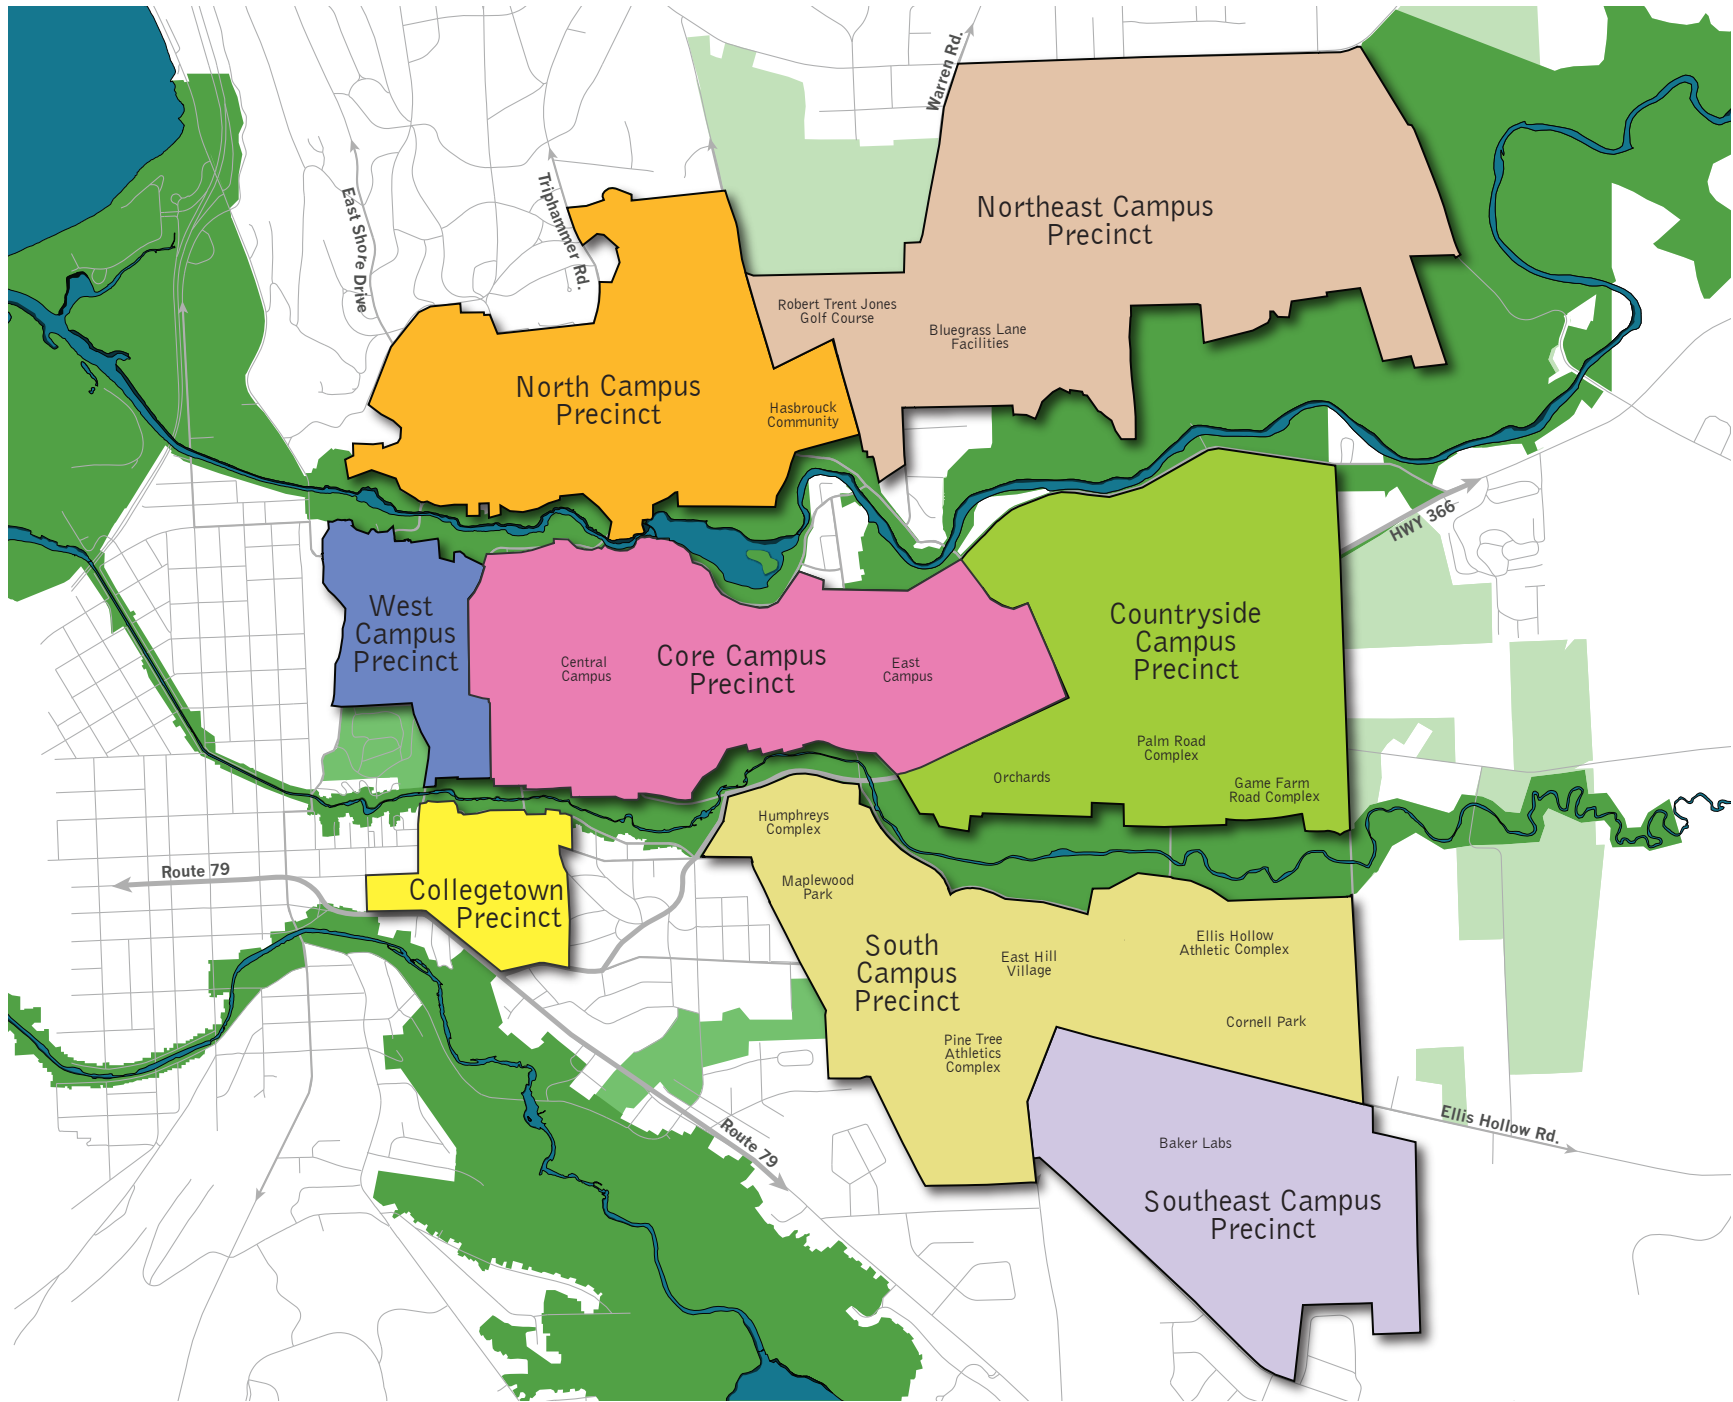 Warren Rd.
East Shore Drive
Triphammer Rd.
Northeast Campus
Precinct
Robert Trent Jones
Golf Course
Bluegrass Lane
Facilities
North Campus
Precinct
Hasbrouck
Community
HWY 366
West
Campus
Precinct
Central
Campus
Core Campus
Precinct
East
Campus
Countryside
Campus
Precinct
Palm Road
Complex
Orchards
Game Farm
Road Complex
Humphreys
Complex
Route 79
Collegetown
Precinct
Maplewood
Park
South
Campus
Precinct
East Hill
Village
Ellis Hollow
Athletic Complex
Cornell Park
Pine Tree
Athletics
Complex
Route 79
Ellis Hollow Rd.
Baker Labs
Southeast Campus
Precinct